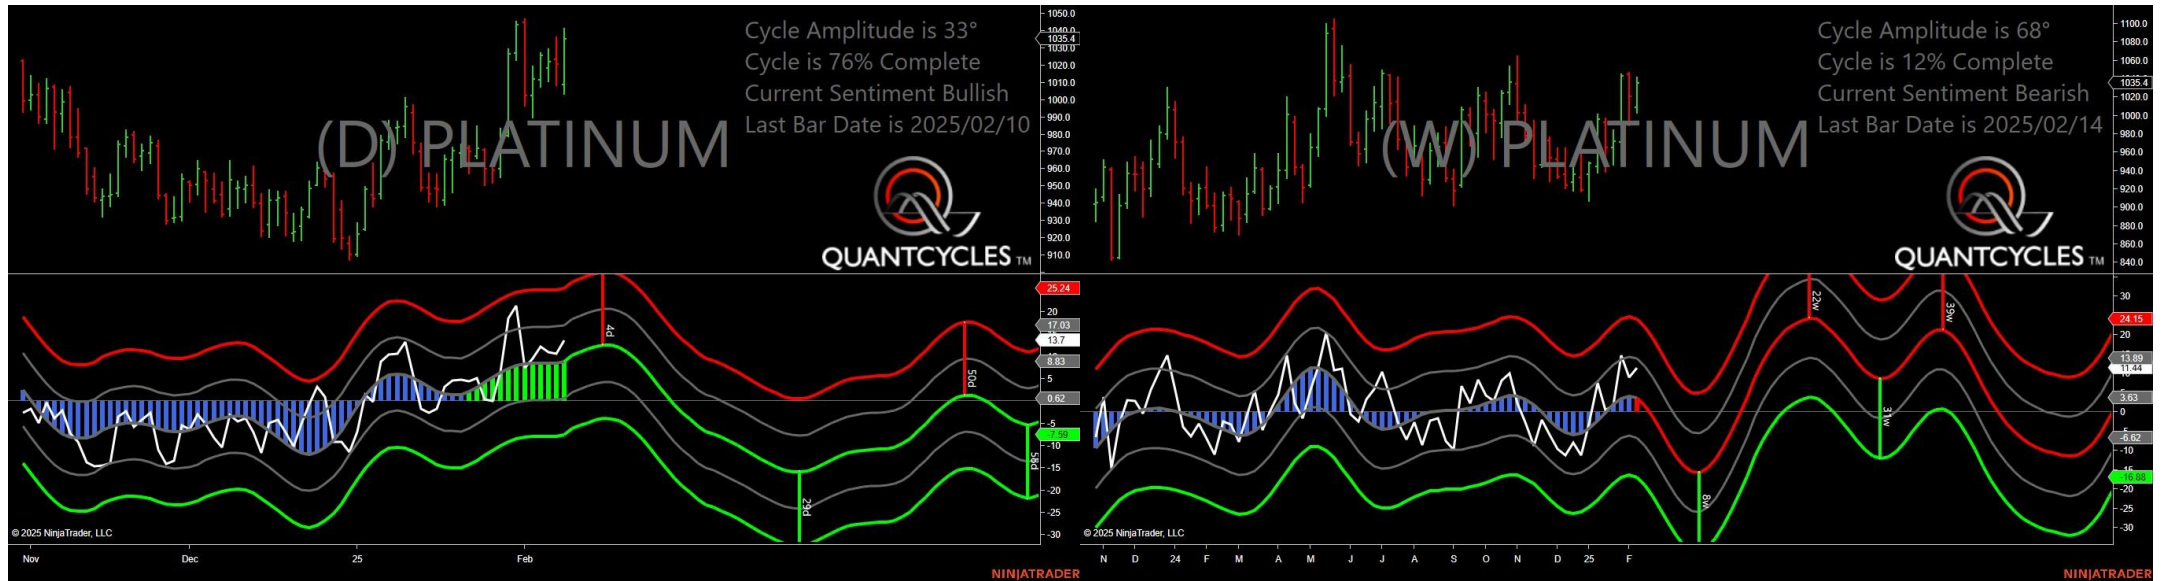 Cycle Amplitude is 33°
Cycle is 76% Complete
Current Sentiment Bullish
Last Bar Date is 2025/02/10
(D) PLATINUM
QUANTCYCLES TM
1050.0
1035.4
1030.0
1020.0
1010.0
1000.0
990.0
980.0
970.0
960.0
950.0
940.0
930.0
920.0
910.0
25.24
20
17.03
13.7
8.83
5
0.62
-5
-7.59
-10
-15
-20
-25
-30
4d
29d
50d
58d
© 2025 NinjaTrader, LLC
Nov Dec 25 Feb
NINJATRADER
Cycle Amplitude is 68°
Cycle is 12% Complete
Current Sentiment Bearish
Last Bar Date is 2025/02/14
(W) PLATINUM
QUANTCYCLES TM
1100.0
1080.0
1060.0
1035.4
1020.0
1000.0
980.0
960.0
940.0
920.0
900.0
880.0
860.0
840.0
30
24.15
20
13.89
11.44
3.63
0
-6.62
-10
-16.88
-20
-25
-30
8w
22w
31w
39w
© 2025 NinjaTrader, LLC
N D 24 F M A M J J A S O N D 25 F
NINJATRADER